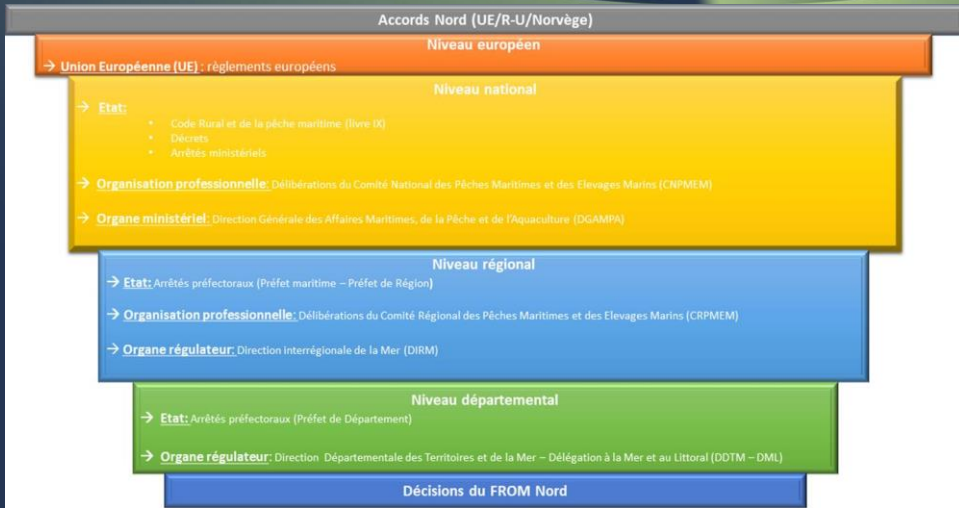 Accords Nord (UE/R-U/Norvège)
Niveau européen
→ Union Européenne (UE) : règlements européens
Niveau national
→ Etat:
• Code Rural et de la pêche maritime (livre IX)
• Décrets
• Arrêtés ministériels
→ Organisation professionnelle: Délibérations du Comité National des Pêches Maritimes et des Elevages Marins (CNPMEM)
→ Organe ministériel: Direction Générale des Affaires Maritimes, de la Pêche et de l'Aquaculture (DGAMPA)
Niveau régional
→ Etat: Arrêtés préfectoraux (Préfet maritime – Préfet de Région)
→ Organisation professionnelle: Délibérations du Comité Régional des Pêches Maritimes et des Elevages Marins (CRPMEM)
→ Organe régulateur: Direction interrégionale de la Mer (DIRM)
Niveau départemental
→ Etat: Arrêtés préfectoraux (Préfet de Département)
→ Organe régulateur: Direction Départementale des Territoires et de la Mer – Délégation à la Mer et au Littoral (DDTM – DML)
Décisions du FROM Nord